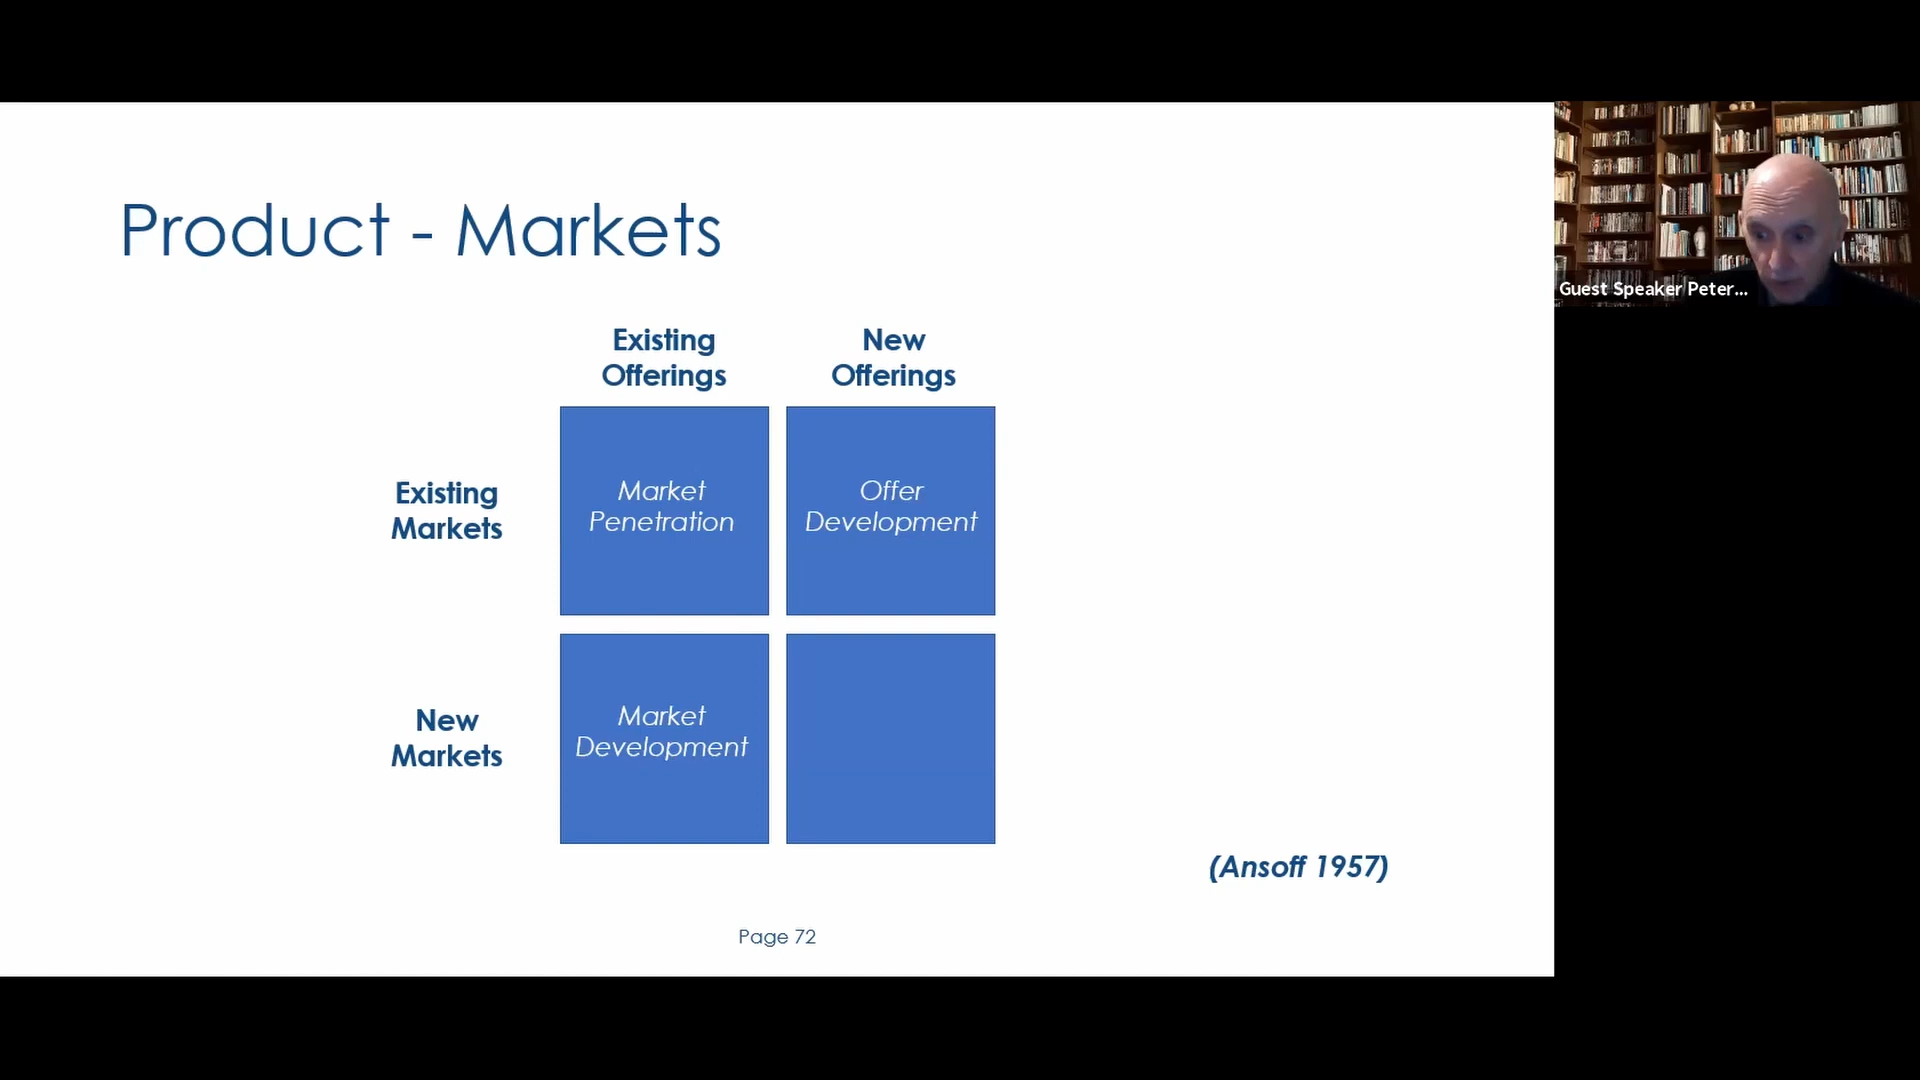 Product - Markets
Guest Speaker Peter...
Existing
Offerings
New
Offerings
Existing
Markets
Market
Penetration
Offer
Development
New
Markets
Market
Development
(Ansoff 1957)
Page 72